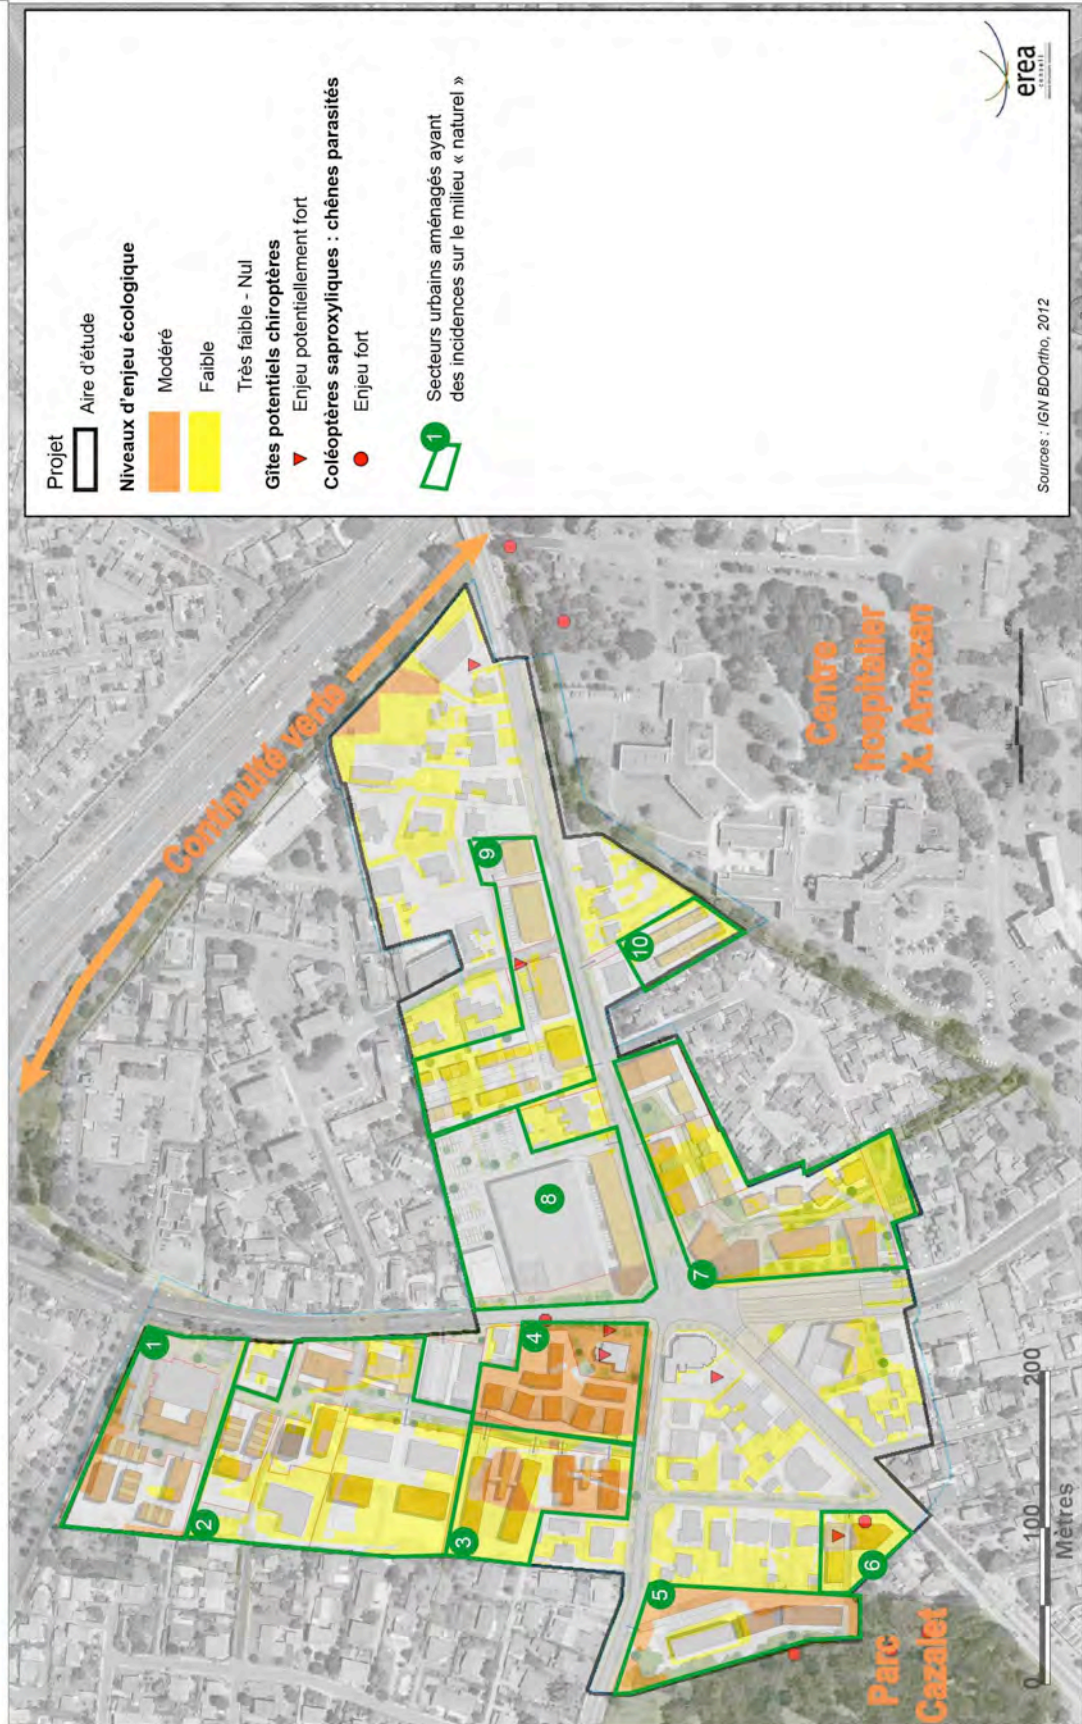 Projet
Aire d'étude
Niveaux d'enjeu écologique
Modéré
Faible
Très faible - Nul
Gîtes potentiels chiroptères
Enjeu potentiellement fort
Coléoptères saproxyliques : chênes parasités
Enjeu fort
1
Secteurs urbains aménagés ayant
des incidences sur le milieu « naturel »
Sources : IGN BDOrtho, 2012
erea
conseil
Continuité verte
Centre
hospitalier
X. Arnozan
Parc
Cazalet
1
2
3
4
5
6
7
8
9
10
0 100 200
Mètres